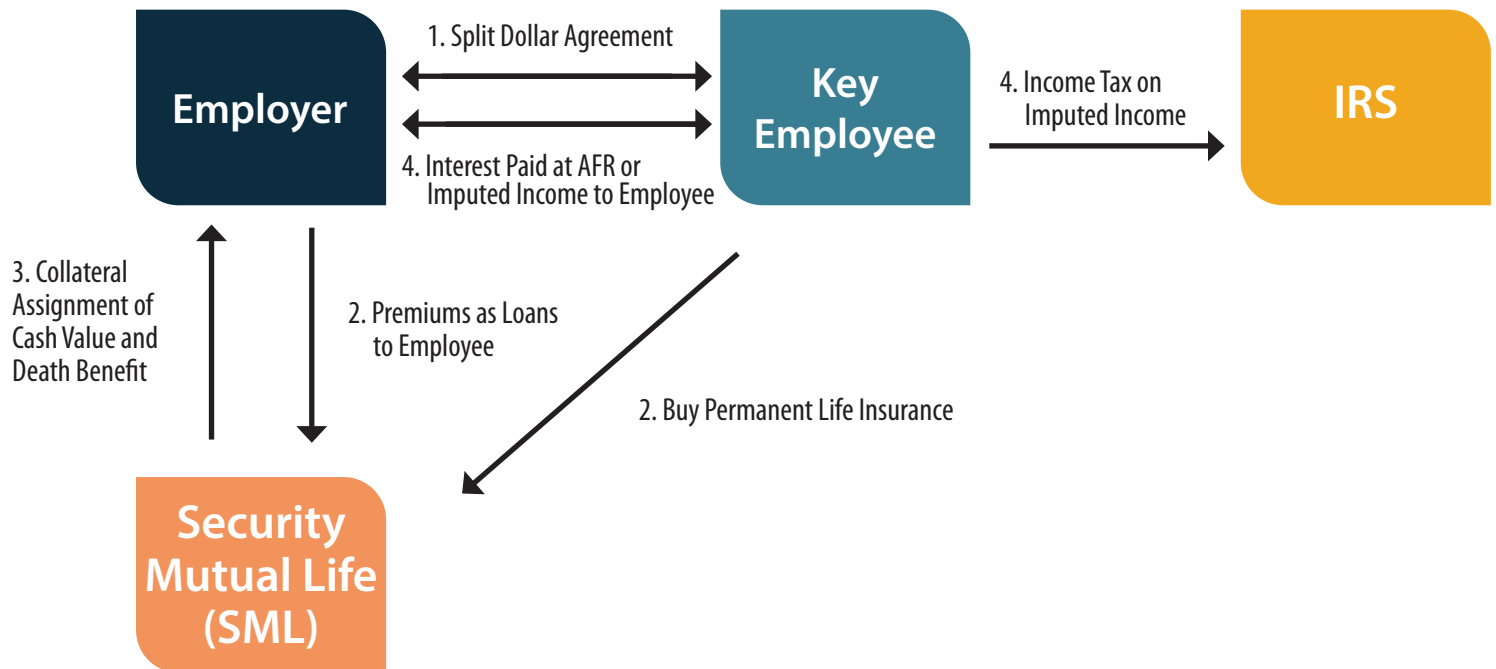 1. Split Dollar Agreement
Employer
Key
Employee
4. Income Tax on
Imputed Income
IRS
4. Interest Paid at AFR or
Imputed Income to Employee
3. Collateral
Assignment of
Cash Value and
Death Benefit
2. Premiums as Loans
to Employee
2. Buy Permanent Life Insurance
Security
Mutual Life
(SML)